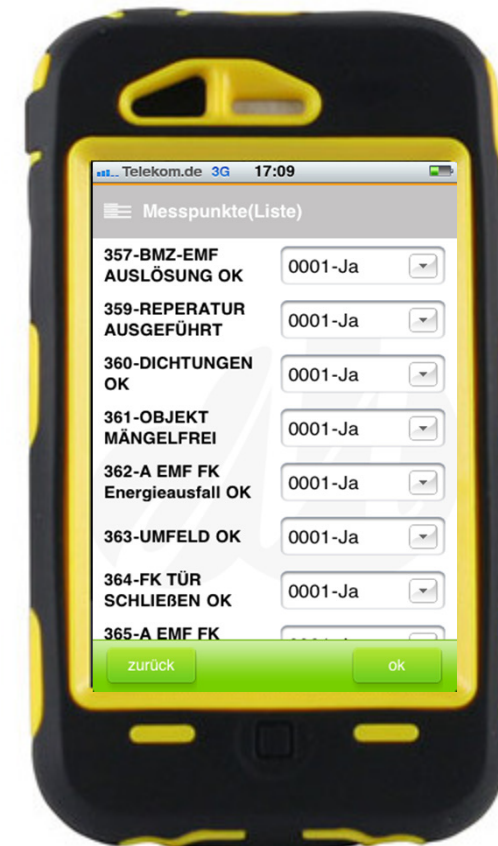 Telekom.de 3G 17:09
Messpunkte(Liste)
357-BMZ-EMF
AUSLÖSUNG OK
0001-Ja
359-REPERATUR
AUSGEFÜHRT
0001-Ja
360-DICHTUNGEN
OK
0001-Ja
361-OBJEKT
MÄNGELFREI
0001-Ja
362-A EMF FK
Energieausfall OK
0001-Ja
363-UMFELD OK
0001-Ja
364-FK TÜR
SCHLIEßEN OK
0001-Ja
365-A EMF FK
zurück
ok